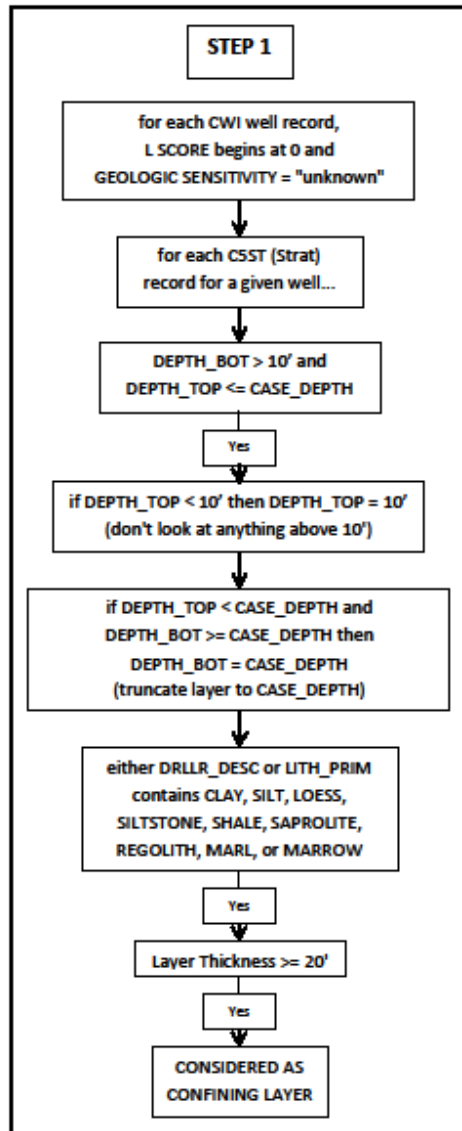 STEP 1
for each CWI well record,
L SCORE begins at 0 and
GEOLOGIC SENSITIVITY = "unknown"
for each C5ST (Strat)
record for a given well...
DEPTH_BOT > 10' and
DEPTH_TOP <= CASE_DEPTH
Yes
if DEPTH_TOP < 10' then DEPTH_TOP = 10'
(don't look at anything above 10')
if DEPTH_TOP < CASE_DEPTH and
DEPTH_BOT >= CASE_DEPTH then
DEPTH_BOT = CASE_DEPTH
(truncate layer to CASE_DEPTH)
either DRLLR_DESC or LITH_PRIM
contains CLAY, SILT, LOESS,
SILTSTONE, SHALE, SAPROLITE,
REGOLITH, MARL, or MARROW
Yes
Layer Thickness >= 20'
Yes
CONSIDERED AS
CONFINING LAYER